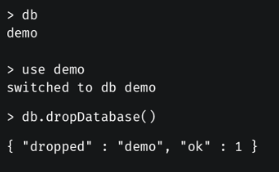 > db
demo
> use demo
switched to db demo
> db.dropDatabase()
{ "dropped" : "demo", "ok" : 1 }